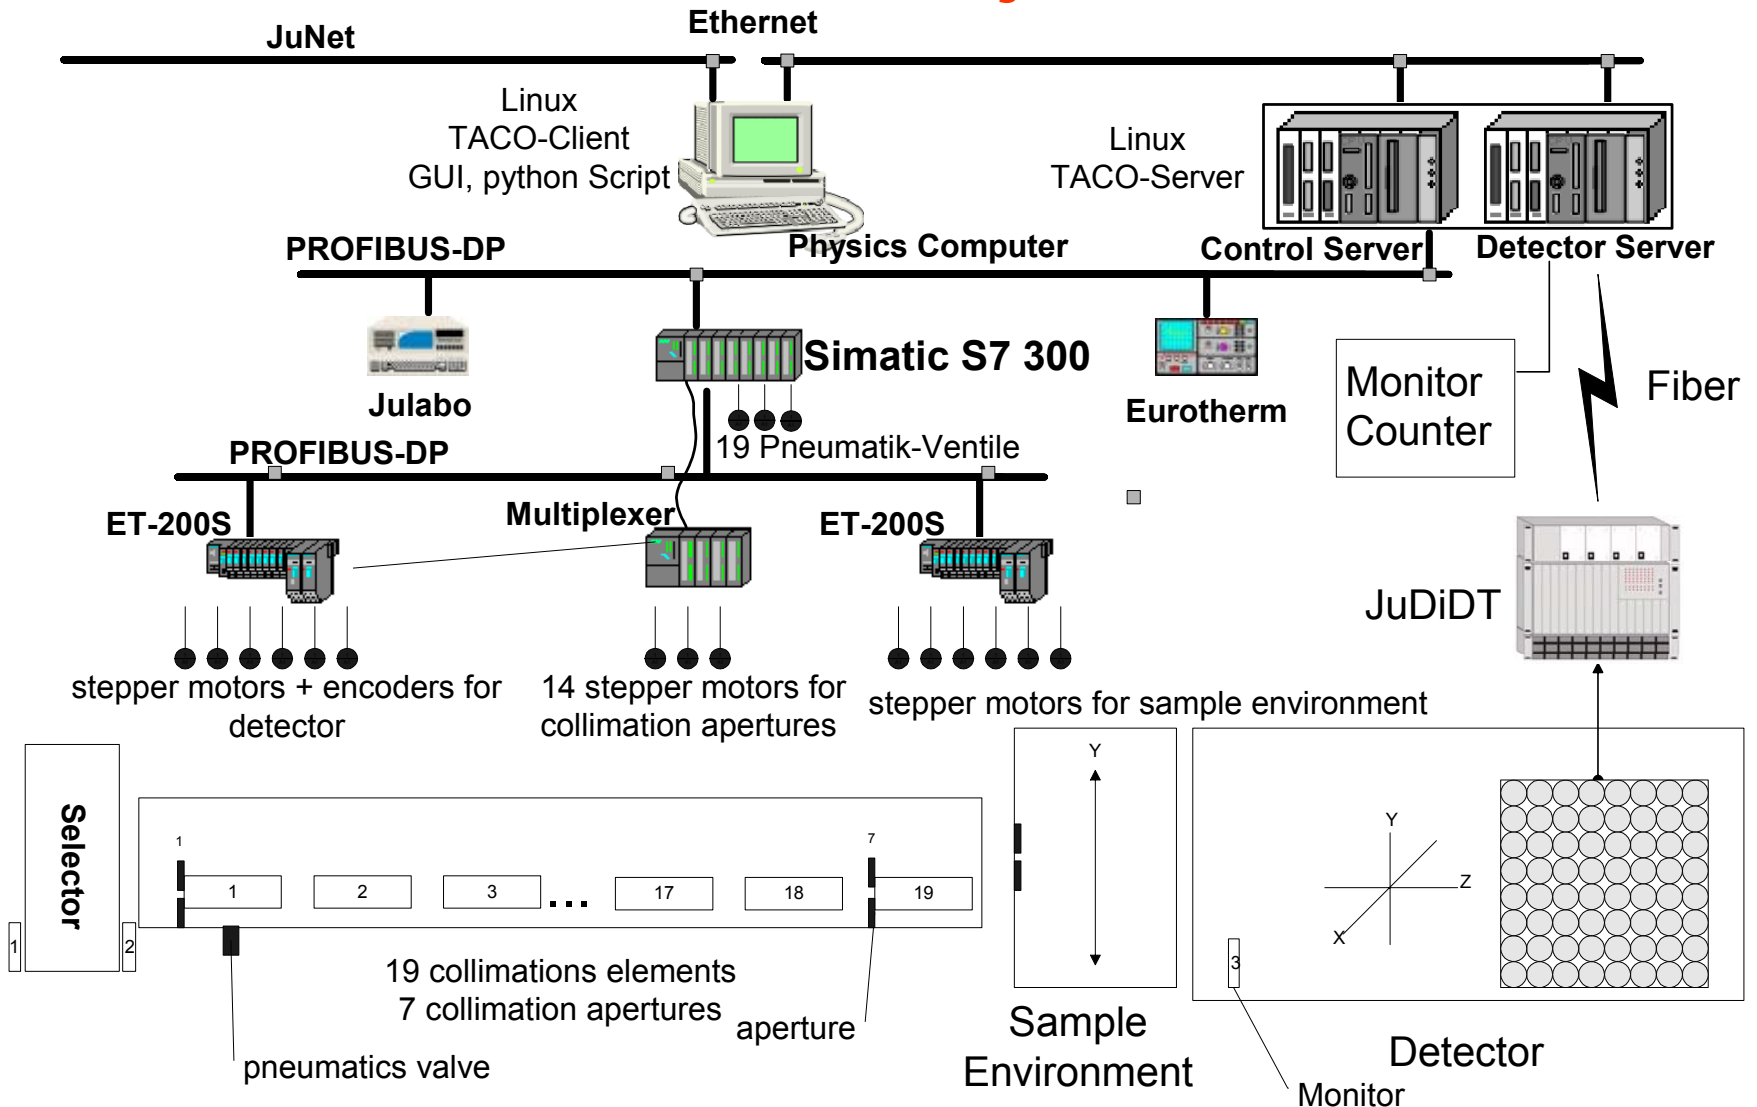 Ethernet
JuNet
Linux
TACO-Client
GUI, python Script
Linux
TACO-Server
PROFIBUS-DP
Physics Computer
Control Server
Detector Server
Simatic S7 300
Julabo
Eurotherm
Monitor
Counter
Fiber
19 Pneumatik-Ventile
PROFIBUS-DP
ET-200S
Multiplexer
ET-200S
JuDiDT
stepper motors + encoders for
detector
14 stepper motors for
collimation apertures
stepper motors for sample environment
Selector
1
2
1
7
1
2
3
...
17
18
19
1
Y
Y
Z
X
3
19 collimations elements
7 collimation apertures
aperture
pneumatics valve
Sample
Environment
Detector
Monitor